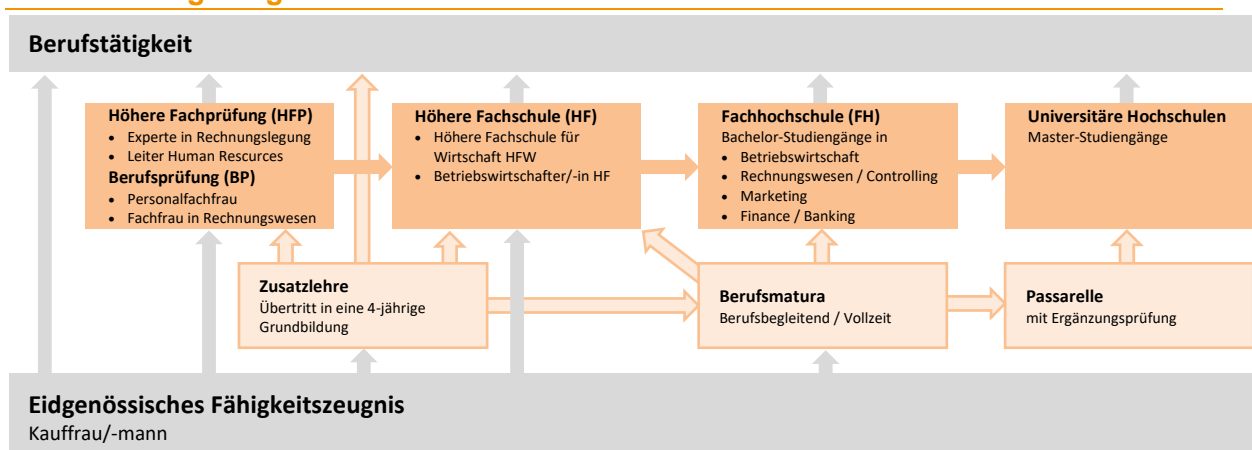 Berufstätigkeit
Höhere Fachprüfung (HFP)
• Experte in Rechnungslegung
• Leiter Human Rescurces
Berufsprüfung (BP)
• Personalfachfrau
• Fachfrau in Rechnungswesen
Höhere Fachschule (HF)
• Höhere Fachschule für
Wirtschaft HFW
• Betriebswirtschafter/-in HF
Fachhochschule (FH)
Bachelor-Studiengänge in
• Betriebswirtschaft
• Rechnungswesen / Controlling
• Marketing
• Finance / Banking
Universitäre Hochschulen
Master-Studiengänge
Zusatzlehre
Übertritt in eine 4-jährige
Grundbildung
Berufsmatura
Berufsbegleitend / Vollzeit
Passarelle
mit Ergänzungsprüfung
Eidgenössisches Fähigkeitszeugnis
Kauffrau/-mann